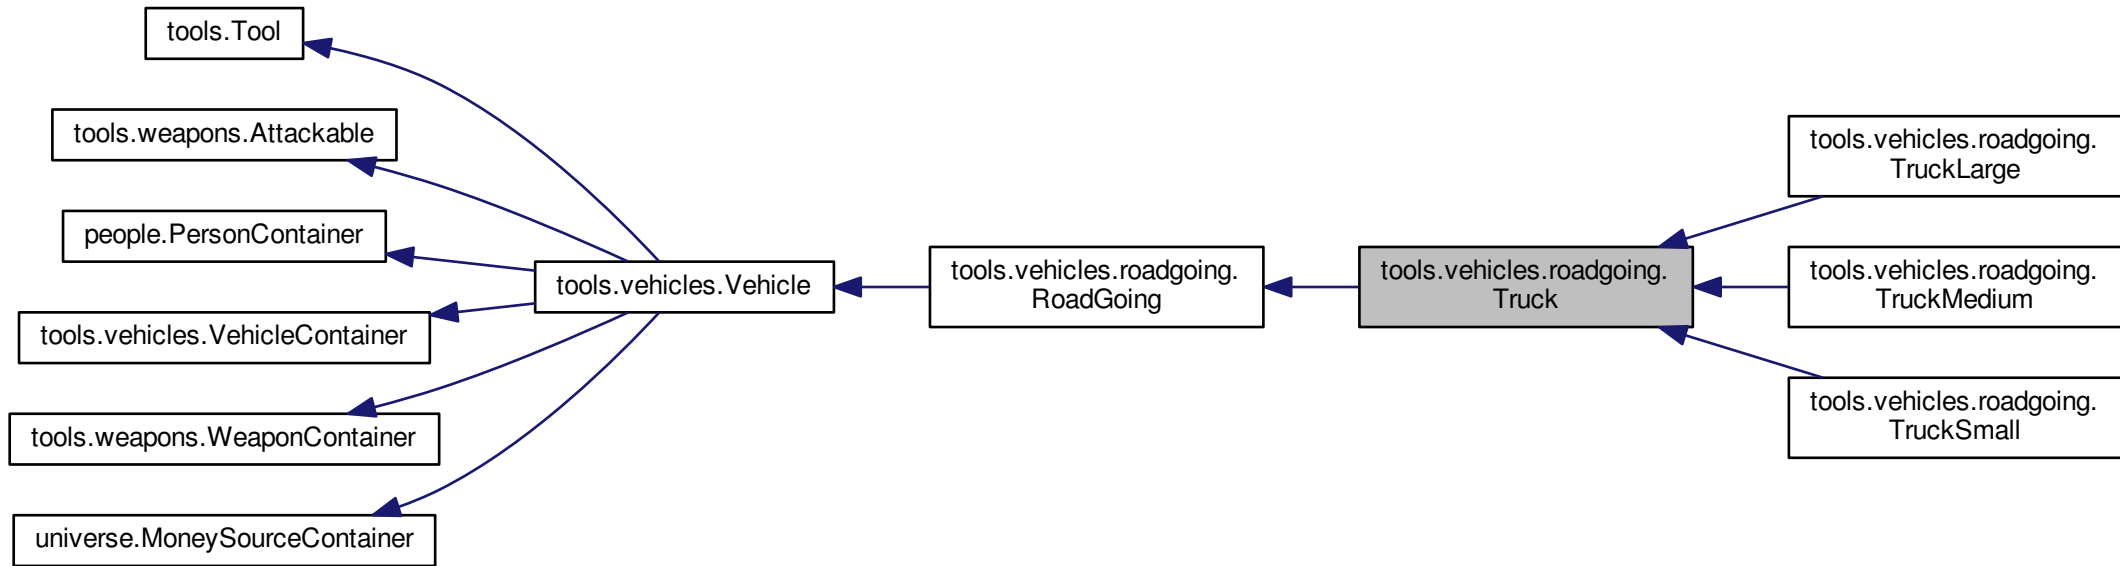 tools.Tool
tools.weapons.Attackable
people.PersonContainer
tools.vehicles.VehicleContainer
tools.weapons.WeaponContainer
universe.MoneySourceContainer
tools.vehicles.Vehicle
tools.vehicles.roadgoing.
RoadGoing
tools.vehicles.roadgoing.
Truck
tools.vehicles.roadgoing.
TruckLarge
tools.vehicles.roadgoing.
TruckMedium
tools.vehicles.roadgoing.
TruckSmall